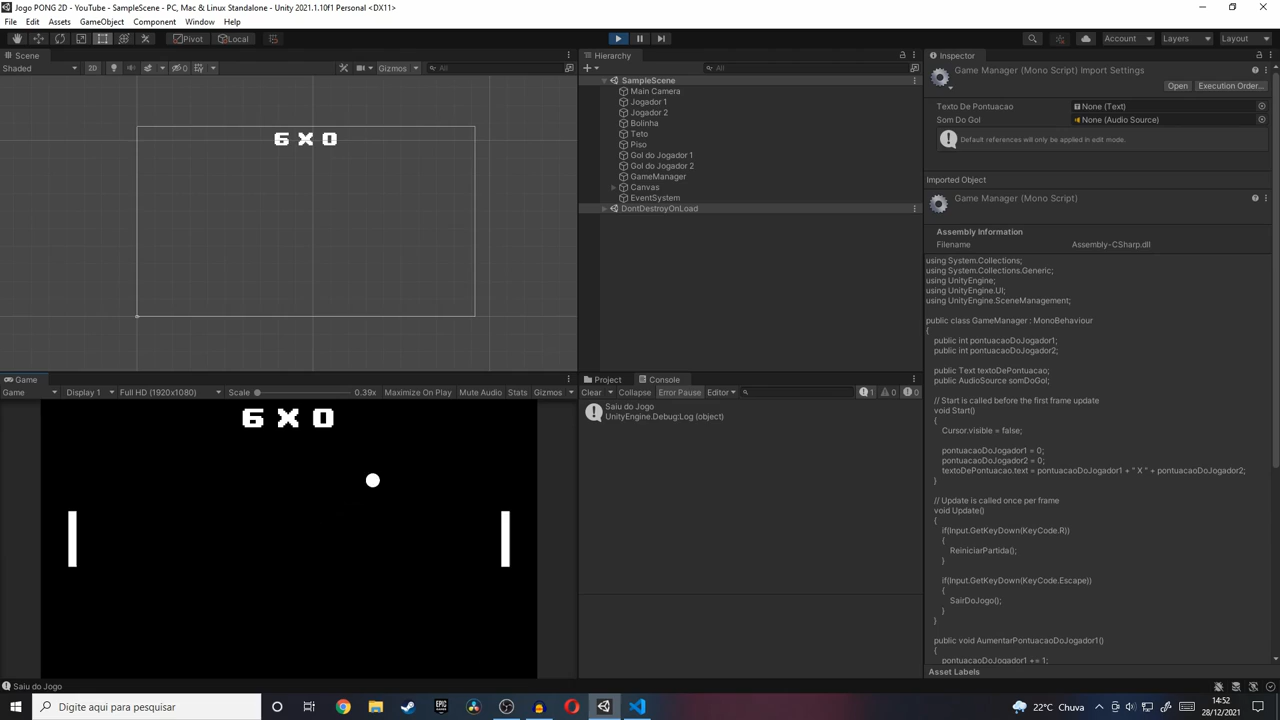 Jogo PONG 2D - YouTube - SampleScene - PC, Mac & Linux Standalone - Unity 2021.1.10f1 Personal <DX11>
File Edit Assets GameObject Component Window Help
Pivot Local
Account Layers Layout
Scene
Shaded 2D 0 Gizmos All
6 X 0
Hierarchy
All
SampleScene
Main Camera
Jogador 1
Jogador 2
Bolinha
Teto
Piso
Gol do Jogador 1
Gol do Jogador 2
GameManager
Canvas
EventSystem
DontDestroyOnLoad
Inspector
Game Manager (Mono Script) Import Settings
Open Execution Order...
Texto De Pontuacao None (Text)
Som Do Gol None (Audio Source)
Default references will only be applied in edit mode.
Imported Object
Game Manager (Mono Script)
Assembly Information
Filename Assembly-CSharp.dll
using System.Collections;
using System.Collections.Generic;
using UnityEngine;
using UnityEngine.UI;
using UnityEngine.SceneManagement;
public class GameManager : MonoBehaviour
{
public int pontuacaoDoJogador1;
public int pontuacaoDoJogador2;
public Text textoDePontuacao;
public AudioSource somDoGol;
// Start is called before the first frame update
void Start()
{
Cursor.visible = false;
pontuacaoDoJogador1 = 0;
pontuacaoDoJogador2 = 0;
textoDePontuacao.text = pontuacaoDoJogador1 + " X " + pontuacaoDoJogador2;
}
// Update is called once per frame
void Update()
{
if(Input.GetKeyDown(KeyCode.R))
{
ReiniciarPartida();
}
if(Input.GetKeyDown(KeyCode.Escape))
{
SairDoJogo();
}
}
public void AumentarPontuacaoDoJogador1()
{
pontuacaoDoJogador1 += 1;
Asset Labels
Game
Game Display 1 Full HD (1920x1080) Scale 0.39x Maximize On Play Mute Audio Stats Gizmos
6 X 0
Project Console
Clear Collapse Error Pause Editor 1 0 0
Saiu do Jogo
UnityEngine.Debug:Log (object)
Saiu do Jogo
Digite aqui para pesquisar
EPIC GAMES
22°C Chuva
14:52
28/12/2021